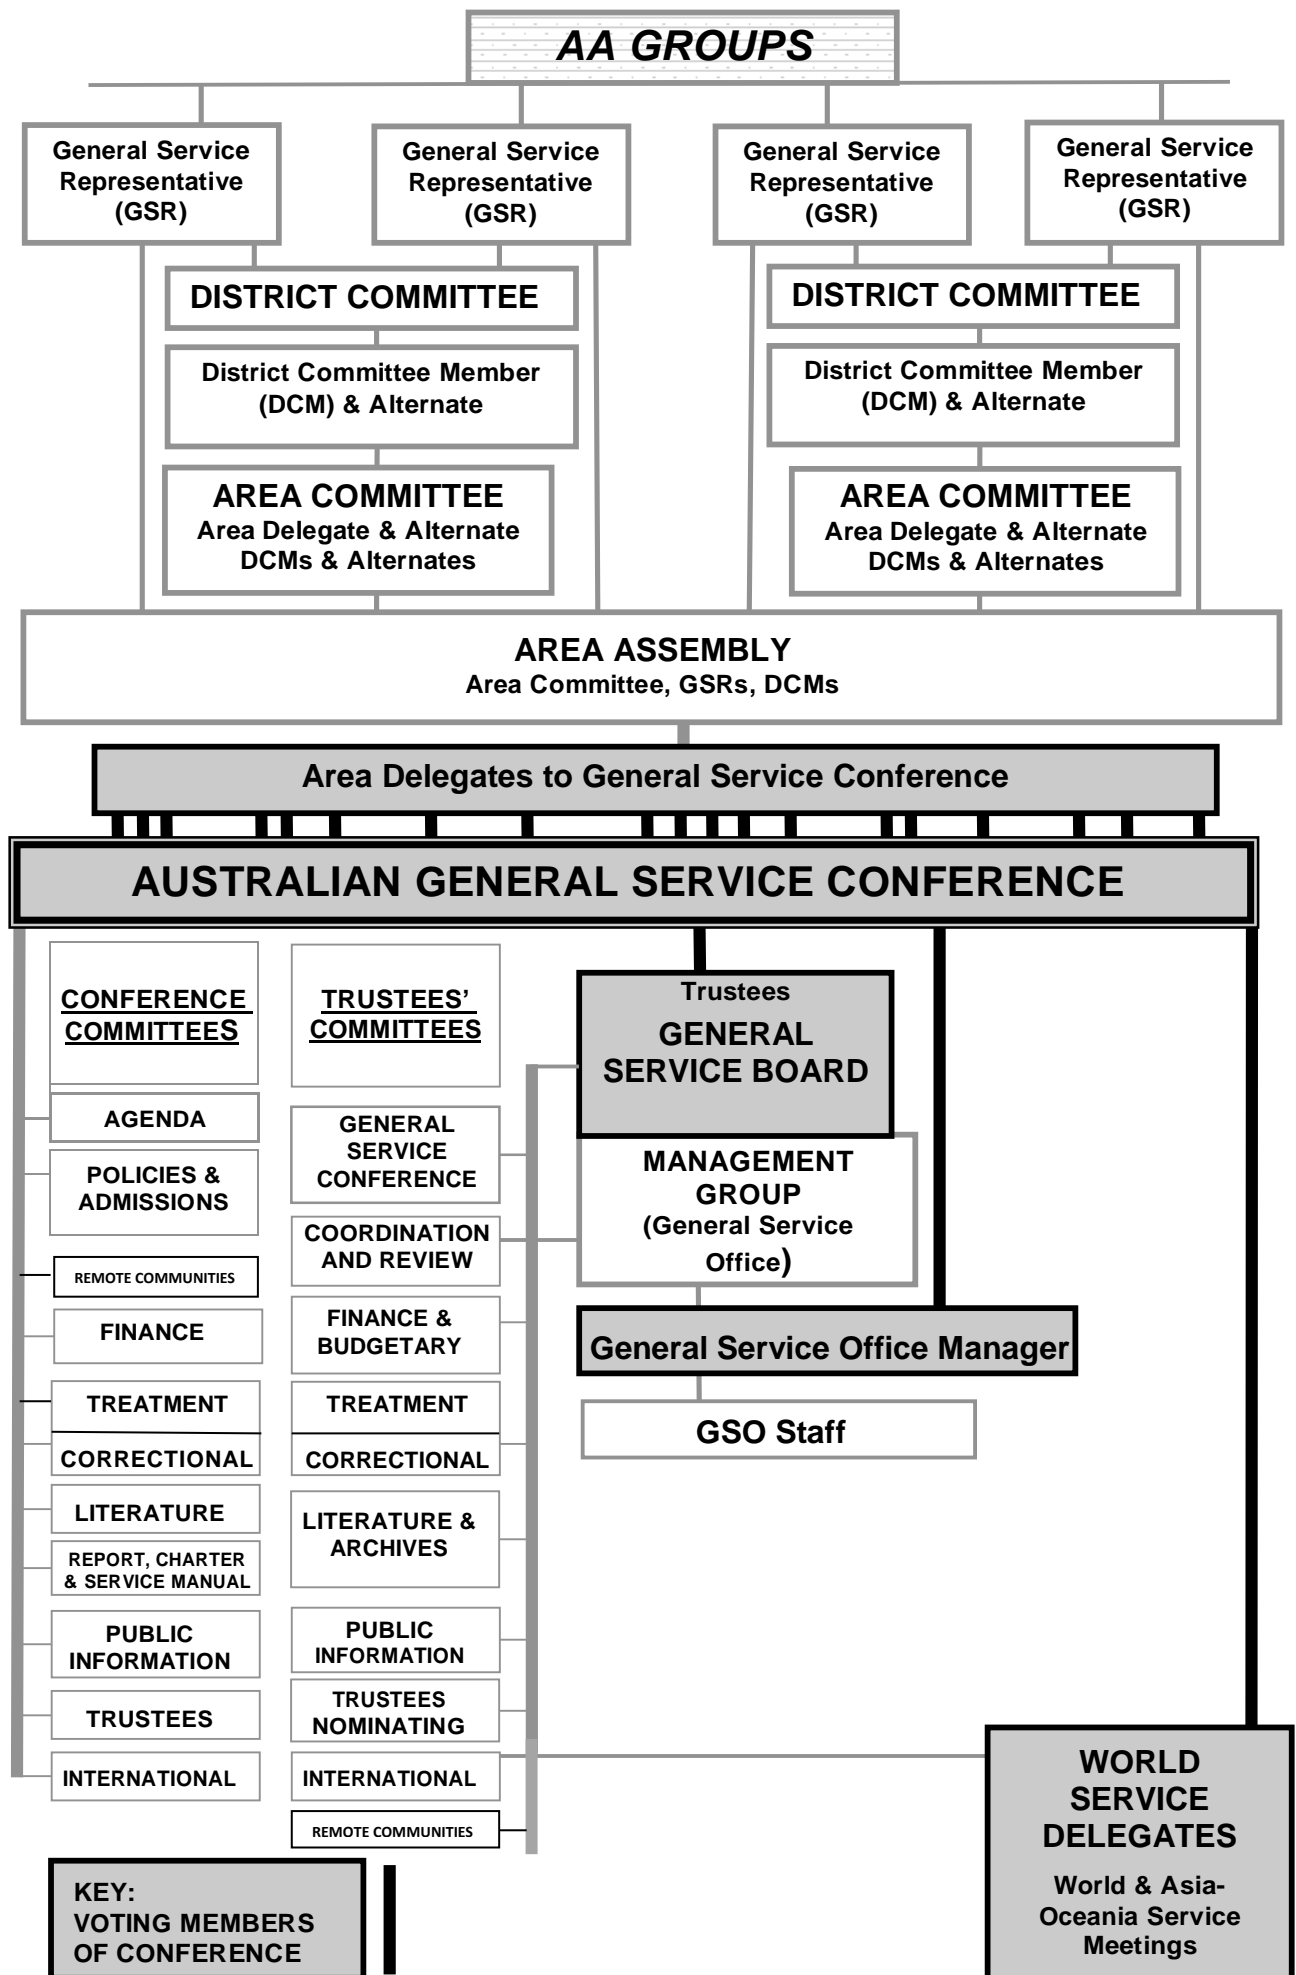 AA GROUPS
General Service
Representative
(GSR)
General Service
Representative
(GSR)
General Service
Representative
(GSR)
General Service
Representative
(GSR)
DISTRICT COMMITTEE
DISTRICT COMMITTEE
District Committee Member
(DCM) & Alternate
District Committee Member
(DCM) & Alternate
AREA COMMITTEE
Area Delegate & Alternate
DCMs & Alternates
AREA COMMITTEE
Area Delegate & Alternate
DCMs & Alternates
AREA ASSEMBLY
Area Committee, GSRs, DCMs
Area Delegates to General Service Conference
AUSTRALIAN GENERAL SERVICE CONFERENCE
CONFERENCE
COMMITTEES
AGENDA
POLICIES &
ADMISSIONS
REMOTE COMMUNITIES
FINANCE
TREATMENT
CORRECTIONAL
LITERATURE
REPORT, CHARTER
& SERVICE MANUAL
PUBLIC
INFORMATION
TRUSTEES
INTERNATIONAL
TRUSTEES’
COMMITTEES
GENERAL
SERVICE
CONFERENCE
COORDINATION
AND REVIEW
FINANCE &
BUDGETARY
TREATMENT
CORRECTIONAL
LITERATURE &
ARCHIVES
PUBLIC
INFORMATION
TRUSTEES
NOMINATING
INTERNATIONAL
REMOTE COMMUNITIES
Trustees
GENERAL
SERVICE BOARD
MANAGEMENT
GROUP
(General Service
Office)
General Service Office Manager
GSO Staff
WORLD
SERVICE
DELEGATES
World & Asia-
Oceania Service
Meetings
KEY:
VOTING MEMBERS
OF CONFERENCE